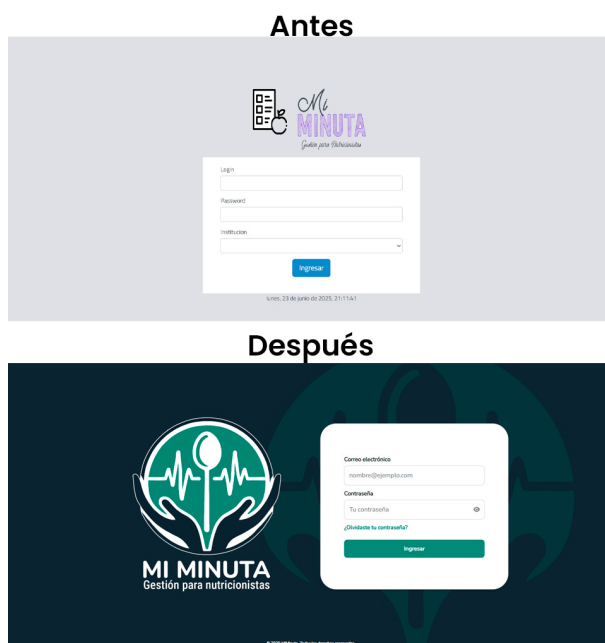 Antes
Mi
MINUTA
Gestión para Nutricionistas
Login
Password
Institucion
Ingresar
lunes, 23 de junio de 2025, 21:11:41
Después
Correo electrónico
nombre@ejemplo.com
Contraseña
Tu contraseña
¿Olvidaste tu contraseña?
Ingresar
MI MINUTA
Gestión para nutricionistas